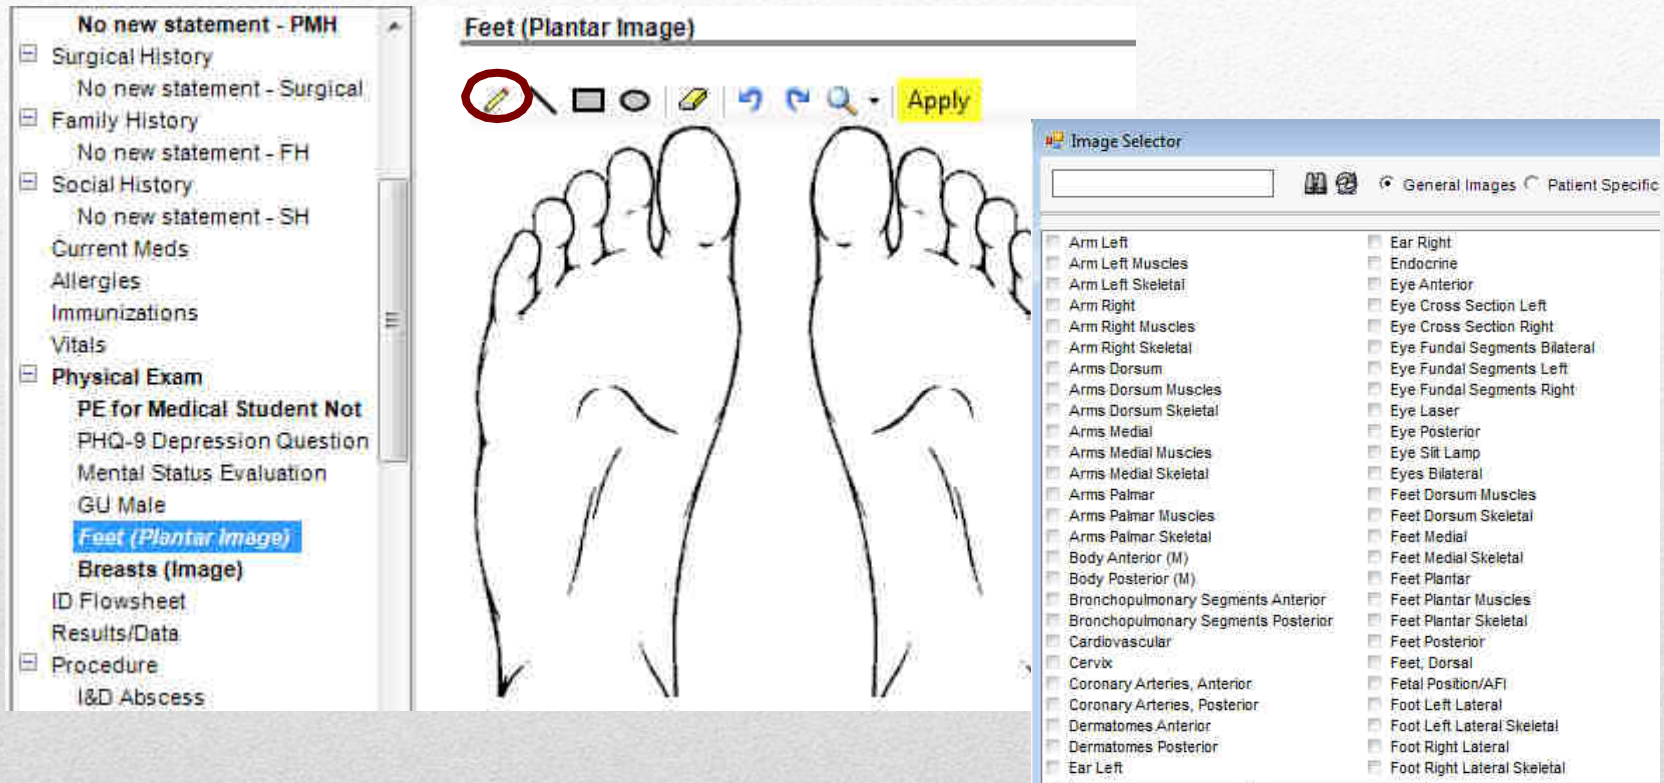 No new statement - PMH
Surgical History
No new statement - Surgical
Family History
No new statement - FH
Social History
No new statement - SH
Current Meds
Allergies
Immunizations
Vitals
Physical Exam
PE for Medical Student Not
PHQ-9 Depression Question
Mental Status Evaluation
GU Male
Feet (Plantar Image)
Breasts (Image)
ID Flowsheet
Results/Data
Procedure
I&D Abscess
Feet (Plantar Image)
Apply
Image Selector
General Images Patient Specific
Arm Left
Arm Left Muscles
Arm Left Skeletal
Arm Right
Arm Right Muscles
Arm Right Skeletal
Arms Dorsum
Arms Dorsum Muscles
Arms Dorsum Skeletal
Arms Medial
Arms Medial Muscles
Arms Medial Skeletal
Arms Palmar
Arms Palmar Muscles
Arms Palmar Skeletal
Body Anterior (M)
Body Posterior (M)
Bronchopulmonary Segments Anterior
Bronchopulmonary Segments Posterior
Cardiovascular
Cervix
Coronary Arteries, Anterior
Coronary Arteries, Posterior
Dermatomes Anterior
Dermatomes Posterior
Ear Left
Ear Right
Endocrine
Eye Anterior
Eye Cross Section Left
Eye Cross Section Right
Eye Fundal Segments Bilateral
Eye Fundal Segments Left
Eye Fundal Segments Right
Eye Laser
Eye Posterior
Eye Slit Lamp
Eyes Bilateral
Feet Dorsum Muscles
Feet Dorsum Skeletal
Feet Medial
Feet Medial Skeletal
Feet Plantar
Feet Plantar Muscles
Feet Plantar Skeletal
Feet Posterior
Feet, Dorsal
Fetal Position/AFI
Foot Left Lateral
Foot Left Lateral Skeletal
Foot Right Lateral
Foot Right Lateral Skeletal